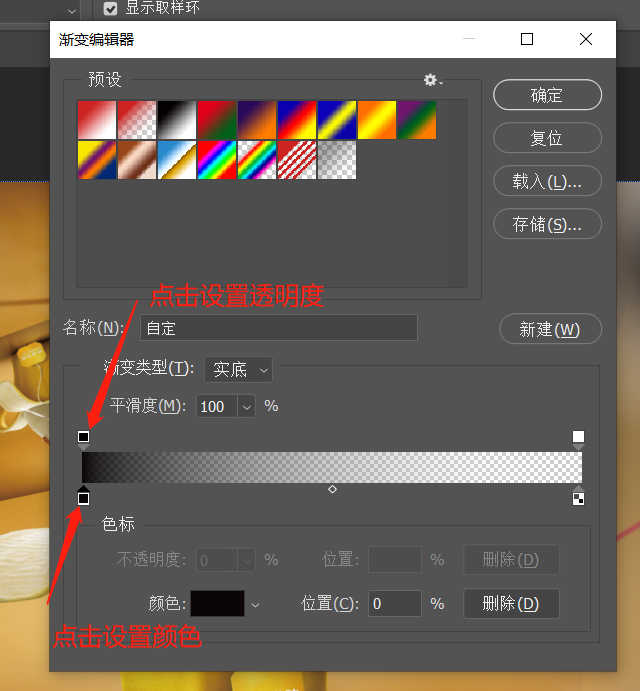 显示取样环
渐变编辑器
预设
确定
复位
载入(L)...
存储(S)...
点击设置透明度
名称(N):
自定
新建(W)
渐变类型(T):
实底
平滑度(M):
100
%
色标
不透明度:
0
%
位置:
%
删除(D)
颜色:
位置(C):
0
%
删除(D)
点击设置颜色